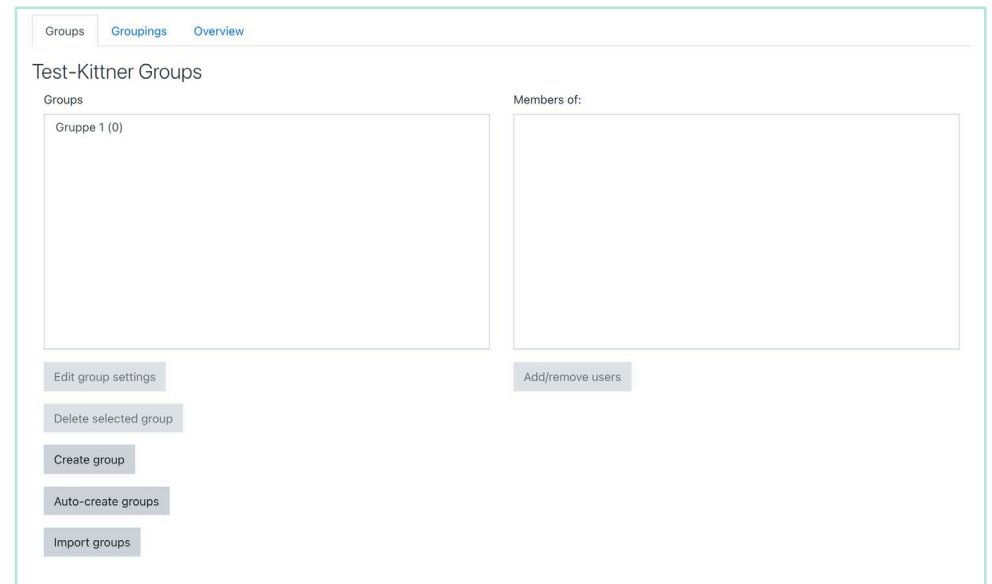 Groups Groupings Overview
Test-Kittner Groups
Groups
Members of:
Gruppe 1 (0)
Edit group settings
Add/remove users
Delete selected group
Create group
Auto-create groups
Import groups